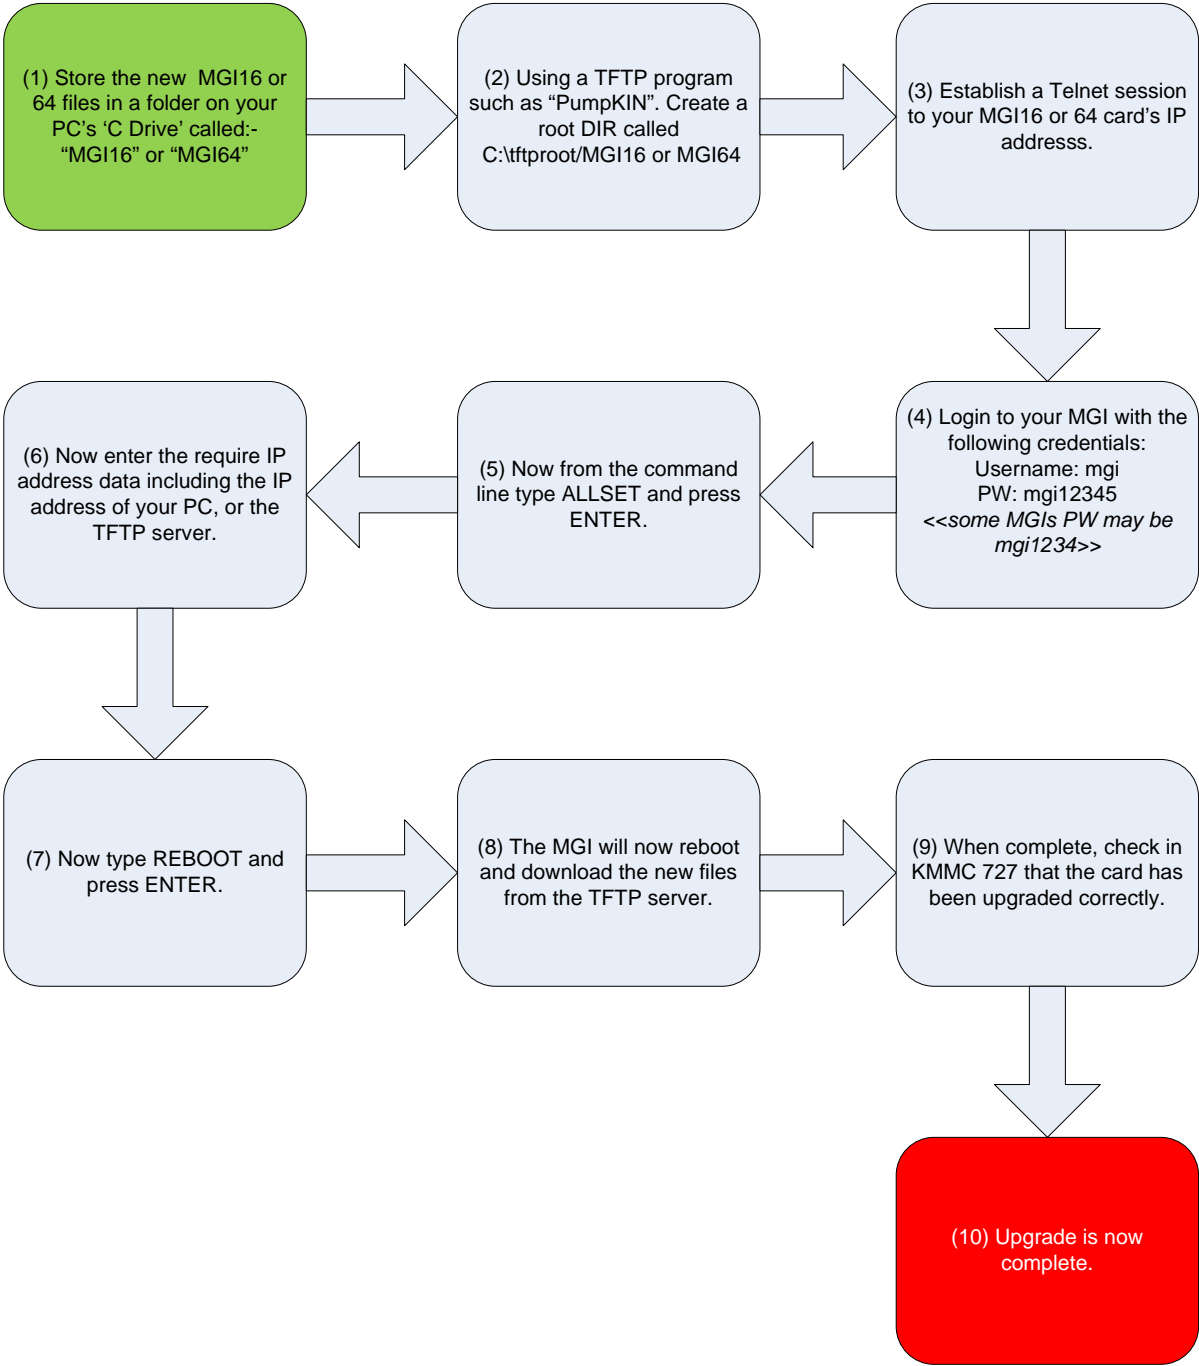 (1) Store the new  MGI16 or
64 files in a folder on your
PC’s ‘C Drive’ called:-
“MGI16” or “MGI64”
(2) Using a TFTP program
such as “PumpKIN”. Create a
root DIR called
C:\tftproot/MGI16 or MGI64
(3) Establish a Telnet session
to your MGI16 or 64 card’s IP
addresss.
(4) Login to your MGI with the
following credentials:
Username: mgi
PW: mgi12345
<<some MGIs PW may be
mgi1234>>
(5) Now from the command
line type ALLSET and press
ENTER.
(6) Now enter the require IP
address data including the IP
address of your PC, or the
TFTP server.
(7) Now type REBOOT and
press ENTER.
(8) The MGI will now reboot
and download the new files
from the TFTP server.
(9) When complete, check in
KMMC 727 that the card has
been upgraded correctly.
(10) Upgrade is now
complete.